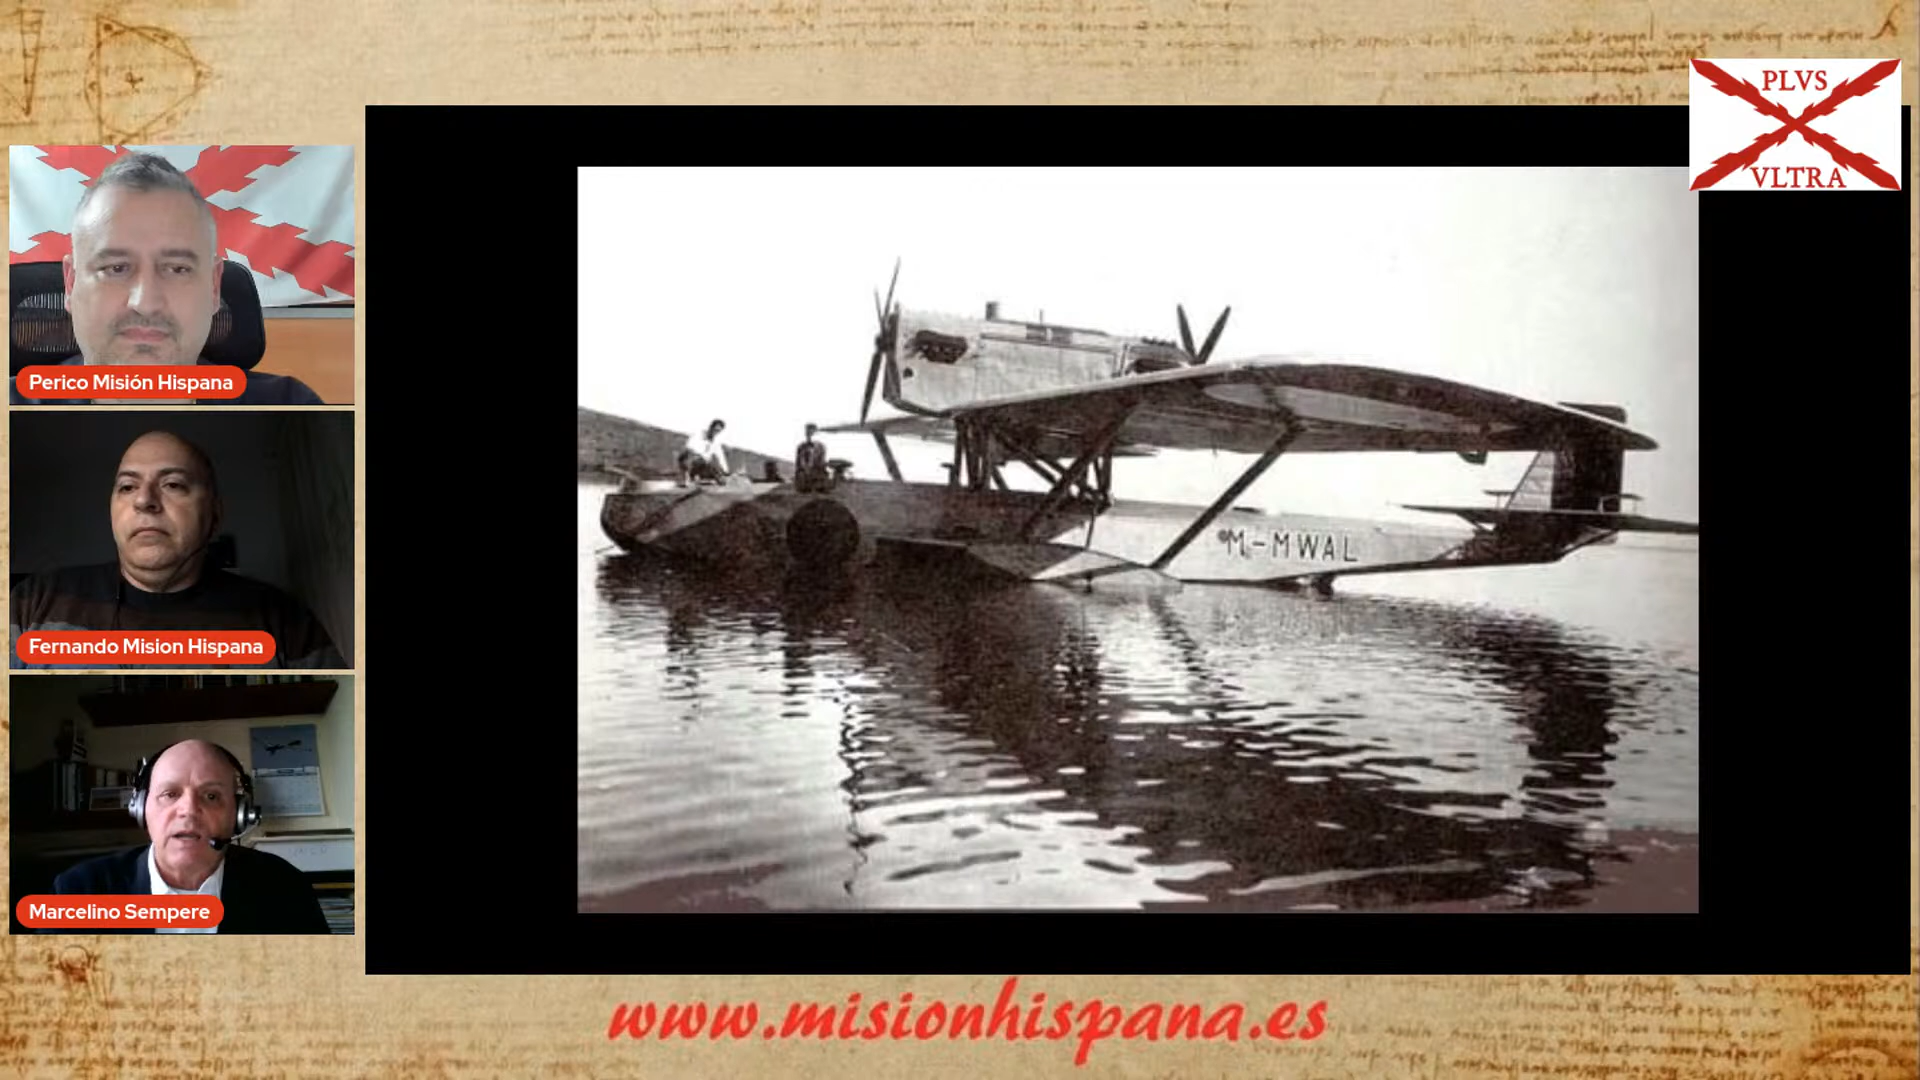 PLVS
VLTRA
Perico Misión Hispana
Fernando Mision Hispana
Marcelino Sempere
M-MWAL
www.misionhispana.es